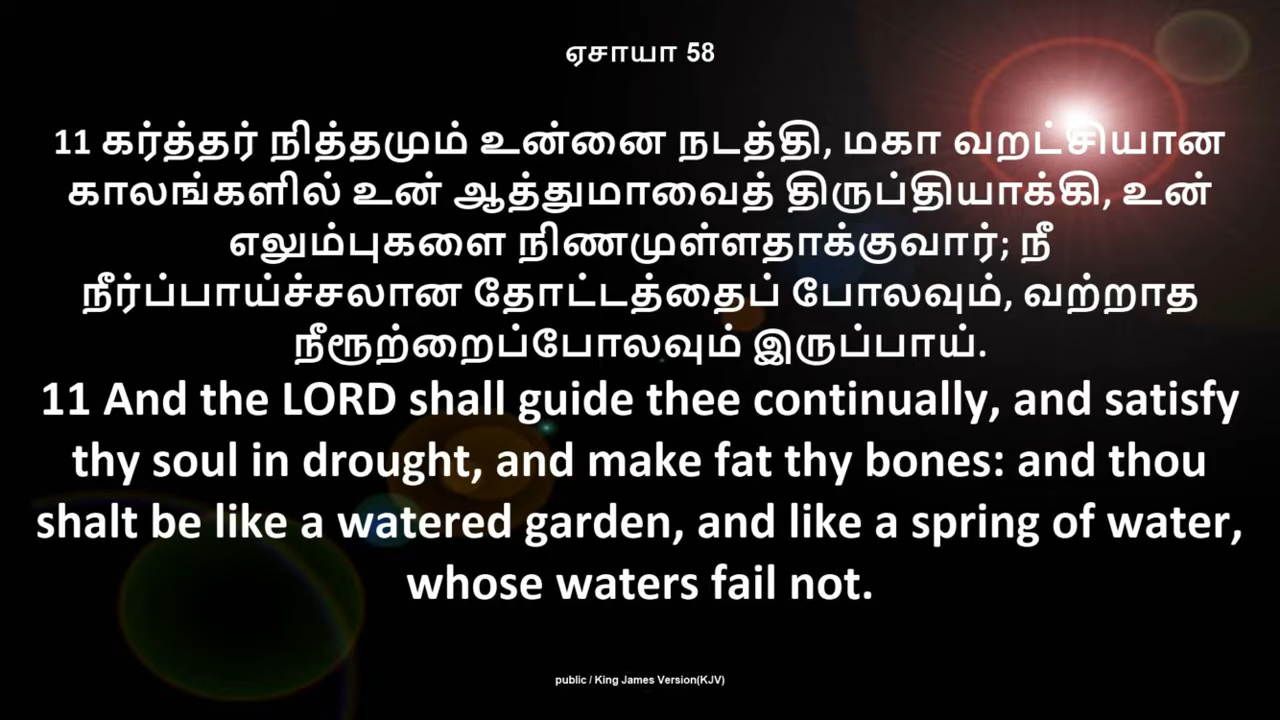 ஏசாயா 58
11 கர்த்தர் நித்தமும் உன்னை நடத்தி, மகா வறட்சியான
காலங்களில் உன் ஆத்துமாவைத் திருப்தியாக்கி, உன்
எலும்புகளை நிணமுள்ளதாக்குவார்; நீ
நீர்ப்பாய்ச்சலான தோட்டத்தைப் போலவும், வற்றாத
நீரூற்றைப்போலவும் இருப்பாய்.
11 And the LORD shall guide thee continually, and satisfy
thy soul in drought, and make fat thy bones: and thou
shalt be like a watered garden, and like a spring of water,
whose waters fail not.
public / King James Version(KJV)